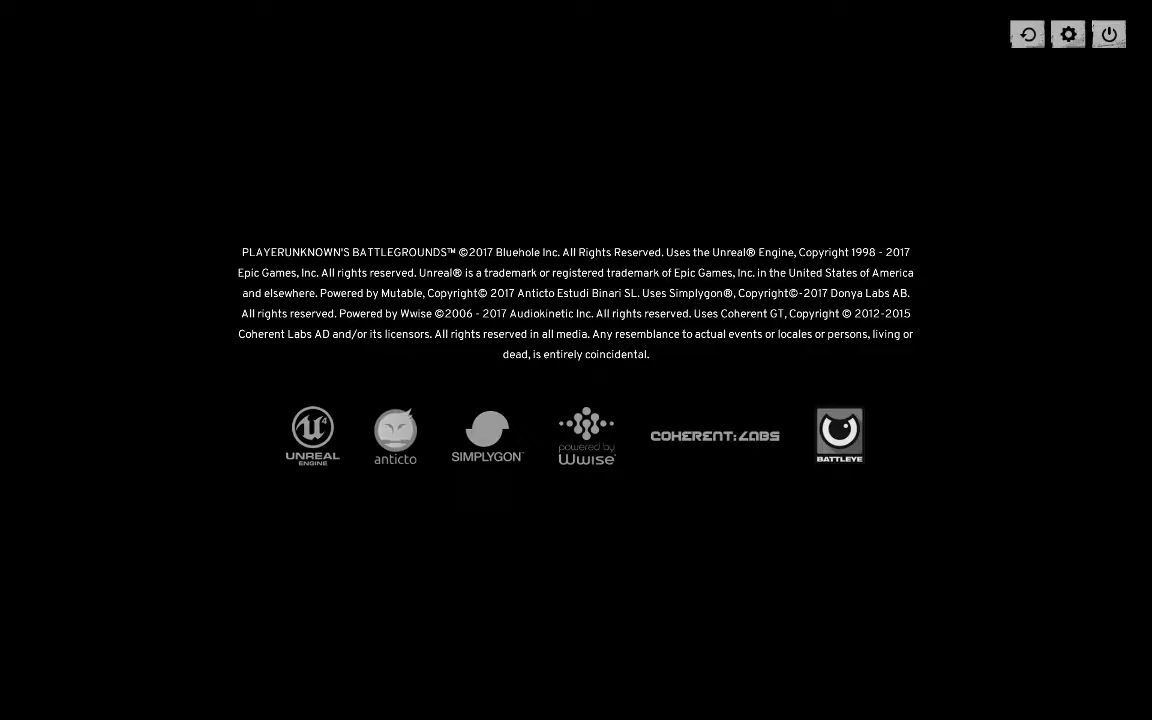 PLAYERUNKNOWN'S BATTLEGROUNDS™ ©2017 Bluehole Inc. All Rights Reserved. Uses the Unreal® Engine, Copyright 1998 - 2017
Epic Games, Inc. All rights reserved. Unreal® is a trademark or registered trademark of Epic Games, Inc. in the United States of America
and elsewhere. Powered by Mutable, Copyright© 2017 Anticto Estudi Binari SL. Uses Simplygon®, Copyright©-2017 Donya Labs AB.
All rights reserved. Powered by Wwise ©2006 - 2017 Audiokinetic Inc. All rights reserved. Uses Coherent GT, Copyright © 2012-2015
Coherent Labs AD and/or its licensors. All rights reserved in all media. Any resemblance to actual events or locales or persons, living or
dead, is entirely coincidental.
UNREAL
ENGINE
anticto
SIMPLYGON™
powered by
Wwise
COHERENT:LABS
BATTLEYE